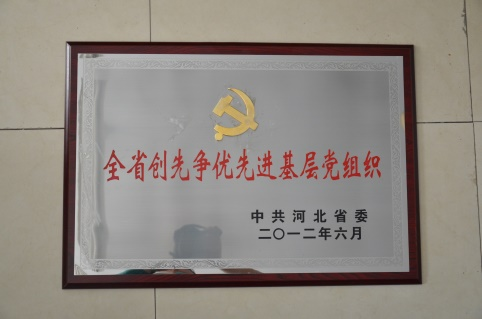 全省创先争优先进基层党组织
中共河北省委
二〇一二年六月